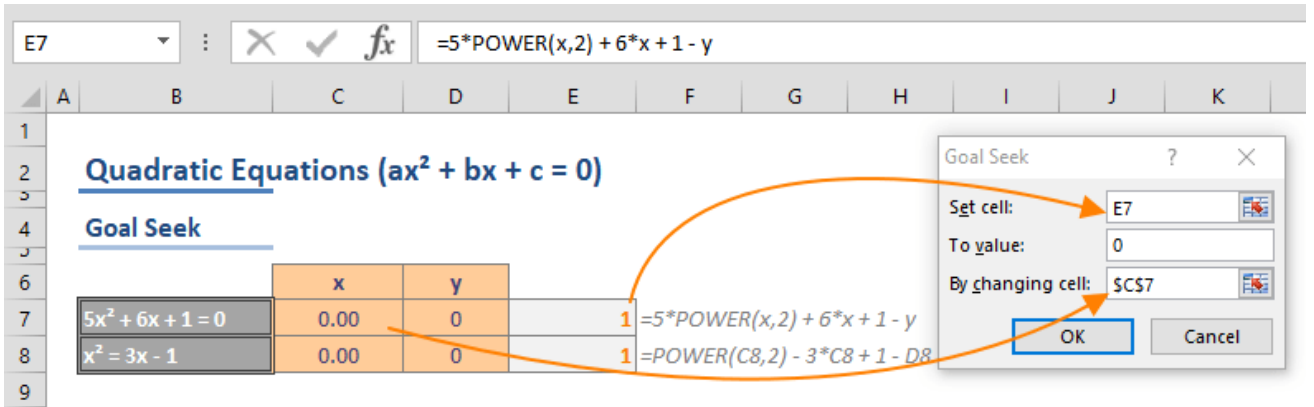 E7 =5*POWER(x,2) + 6*x + 1 - y
A B C D E F G H I J K
1
2 Quadratic Equations (ax² + bx + c = 0)
3
4 Goal Seek
5
6 x y
7 5x² + 6x + 1 = 0 0.00 0 1 =5*POWER(x,2) + 6*x + 1 - y
8 x² = 3x - 1 0.00 0 1 =POWER(C8,2) - 3*C8 + 1 - D8
9
Goal Seek ? ×
Set cell: E7
To value: 0
By changing cell: $C$7
OK Cancel